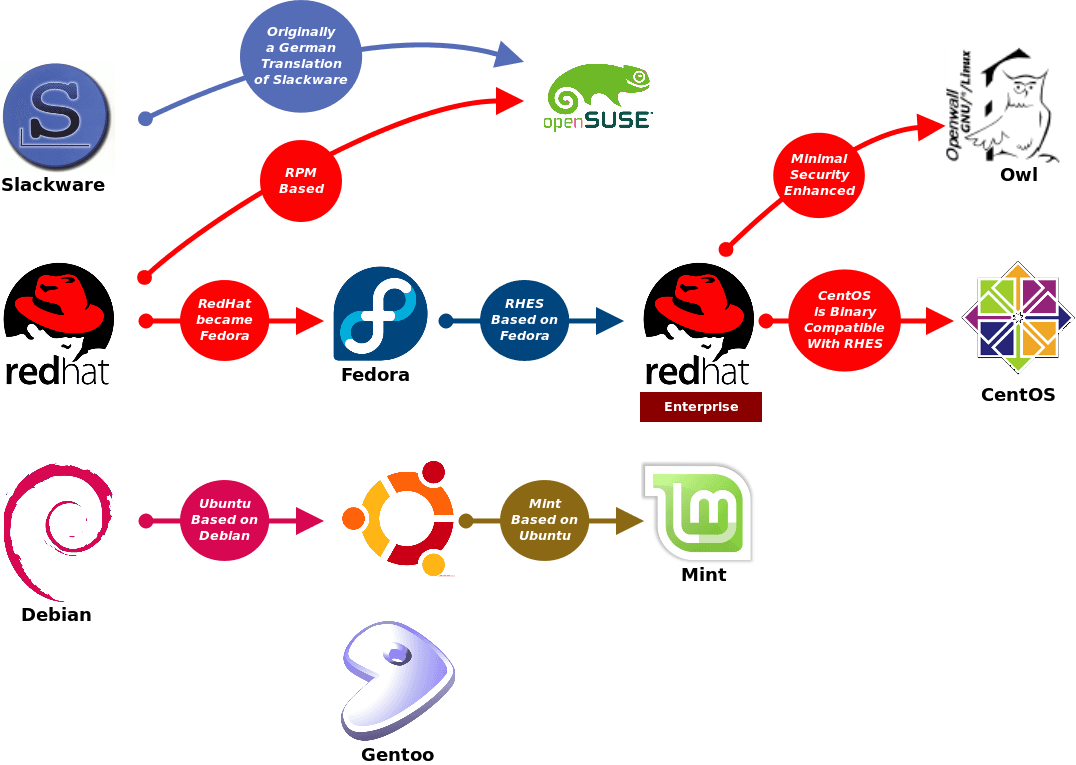 Originally
a German
Translation
of Slackware
S
Slackware
openSUSE
RPM
Based
Minimal
Security
Enhanced
Openwall
GNU/*/Linux
Owl
redhat
RedHat
became
Fedora
f
Fedora
RHES
Based on
Fedora
redhat
Enterprise
CentOS
Is Binary
Compatible
With RHES
CentOS
Debian
Ubuntu
Based on
Debian
Mint
Based on
Ubuntu
lm
Mint
Gentoo